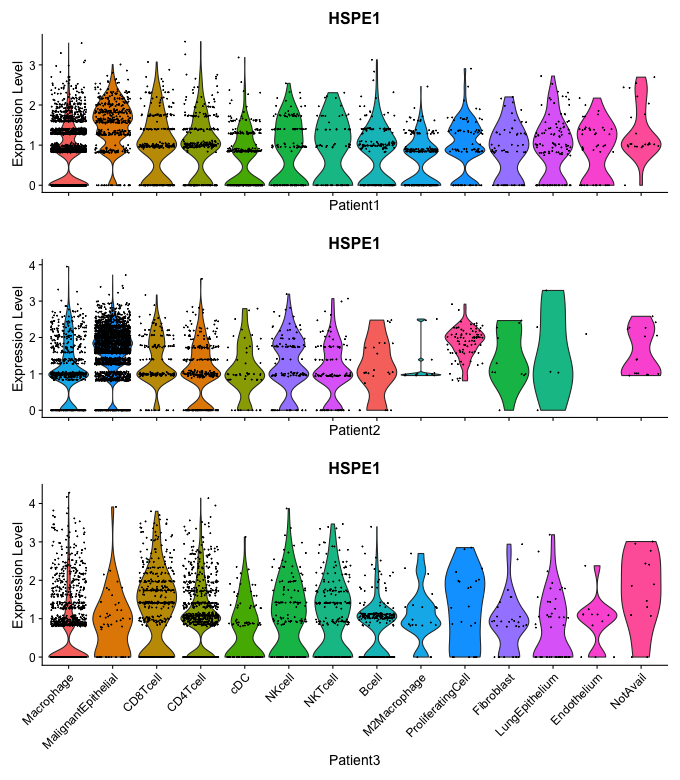 HSPE1
3
2
1
0
Expression Level
Patient1
HSPE1
4
3
2
1
0
Expression Level
Patient2
HSPE1
4
3
2
1
0
Expression Level
Macrophage
MalignantEpithelial
CD8Tcell
CD4Tcell
cDC
NKcell
NKTcell
Bcell
M2Macrophage
ProliferatingCell
Fibroblast
LungEpithelium
Endothelium
NotAvail
Patient3